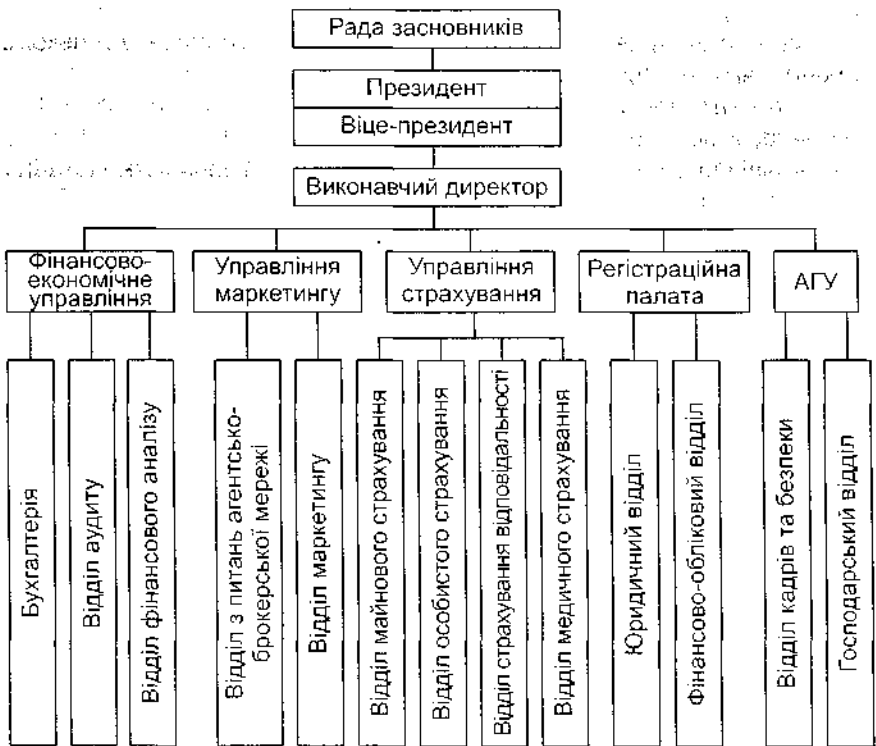 Рада засновників
Президент
Віце-президент
Виконавчий директор
Фінансово-
економічне
управління
Управління
маркетингу
Управління
страхування
Регістраційна
палата
АГУ
Бухгалтерія
Відділ аудиту
Відділ фінансового аналізу
Відділ з питань агентсько-
брокерської мережі
Відділ маркетингу
Відділ майнового страхування
Відділ особистого страхування
Відділ страхування відповідальності
Відділ медичного страхування
Юридичний відділ
Фінансово-обліковий відділ
Відділ кадрів та безпеки
Господарський відділ